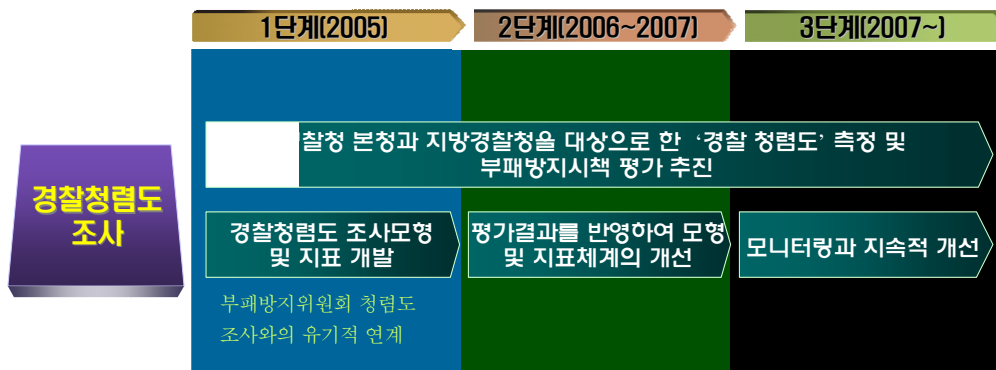 1단계(2005)
2단계(2006~2007)
3단계(2007~)
경찰청렴도
조사
본청과 지방경찰청을 대상으로 한 ‘경찰 청렴도’ 측정 및
부패방지시책 평가 추진
경찰청렴도 조사모형
및 지표 개발
평가결과를 반영하여 모형
및 지표체계의 개선
모니터링과 지속적 개선
부패방지위원회 청렴도
조사와의 유기적 연계